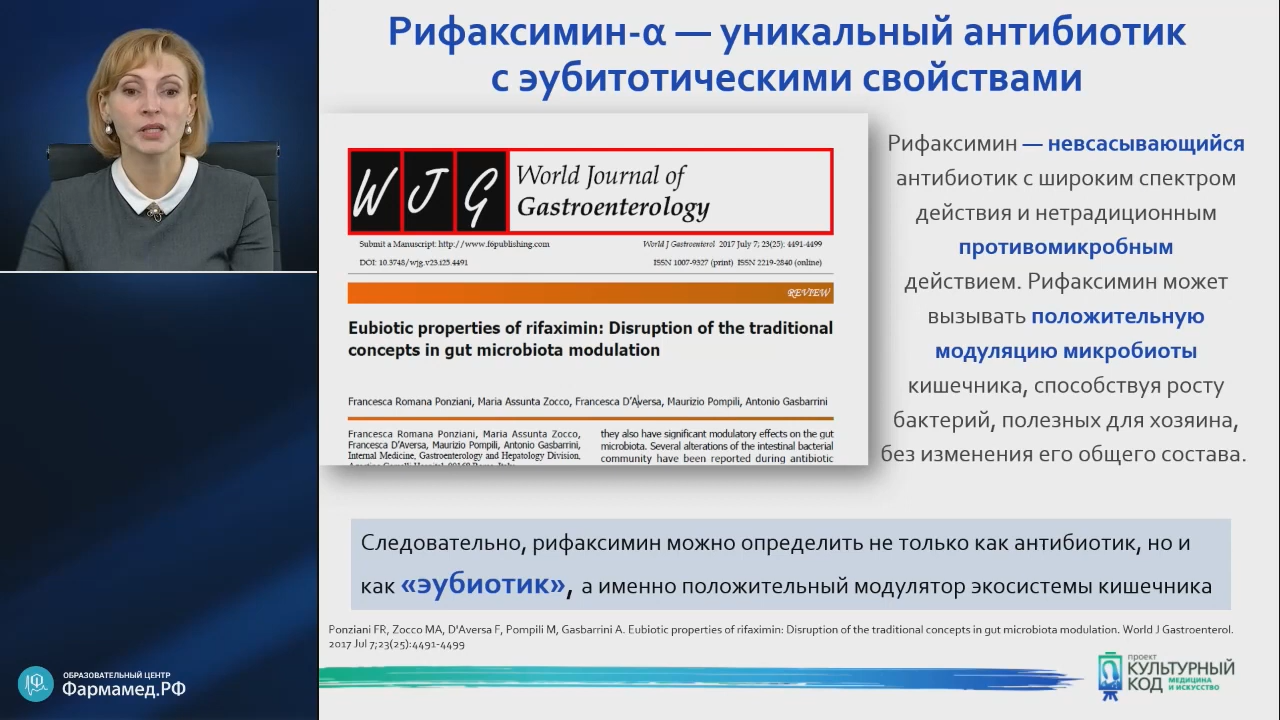 Рифаксимин-α — уникальный антибиотик
с эубитотическими свойствами
WJG World Journal of
Gastroenterology
Submit a Manuscript: http://www.f6publishing.com
World J Gastroenterol 2017 July 7; 23(25): 4491-4499
DOI: 10.3748/wjg.v23.i25.4491
ISSN 1007-9327 (print) ISSN 2219-2840 (online)
REVIEW
Eubiotic properties of rifaximin: Disruption of the traditional
concepts in gut microbiota modulation
Francesca Romana Ponziani, Maria Assunta Zocco, Francesca D'Aversa, Maurizio Pompili, Antonio Gasbarrini
Francesca Romana Ponziani, Maria Assunta Zocco,
Francesca D'Aversa, Maurizio Pompili, Antonio Gasbarrini,
Internal Medicine, Gastroenterology and Hepatology Division,
they also have significant modulatory effects on the gut
microbiota. Several alterations of the intestinal bacterial
community have been reported during antibiotic
Рифаксимин — невсасывающийся
антибиотик с широким спектром
действия и нетрадиционным
противомикробным
действием. Рифаксимин может
вызывать положительную
модуляцию микробиоты
кишечника, способствуя росту
бактерий, полезных для хозяина,
без изменения его общего состава.
Следовательно, рифаксимин можно определить не только как антибиотик, но и
как «эубиотик», а именно положительный модулятор экосистемы кишечника
Ponziani FR, Zocco MA, D'Aversa F, Pompili M, Gasbarrini A. Eubiotic properties of rifaximin: Disruption of the traditional concepts in gut microbiota modulation. World J Gastroenterol.
2017 Jul 7;23(25):4491-4499
ОБРАЗОВАТЕЛЬНЫЙ ЦЕНТР
Фармамед.РФ
проект
КУЛЬТУРНЫЙ
КОД МЕДИЦИНА
И ИСКУССТВО